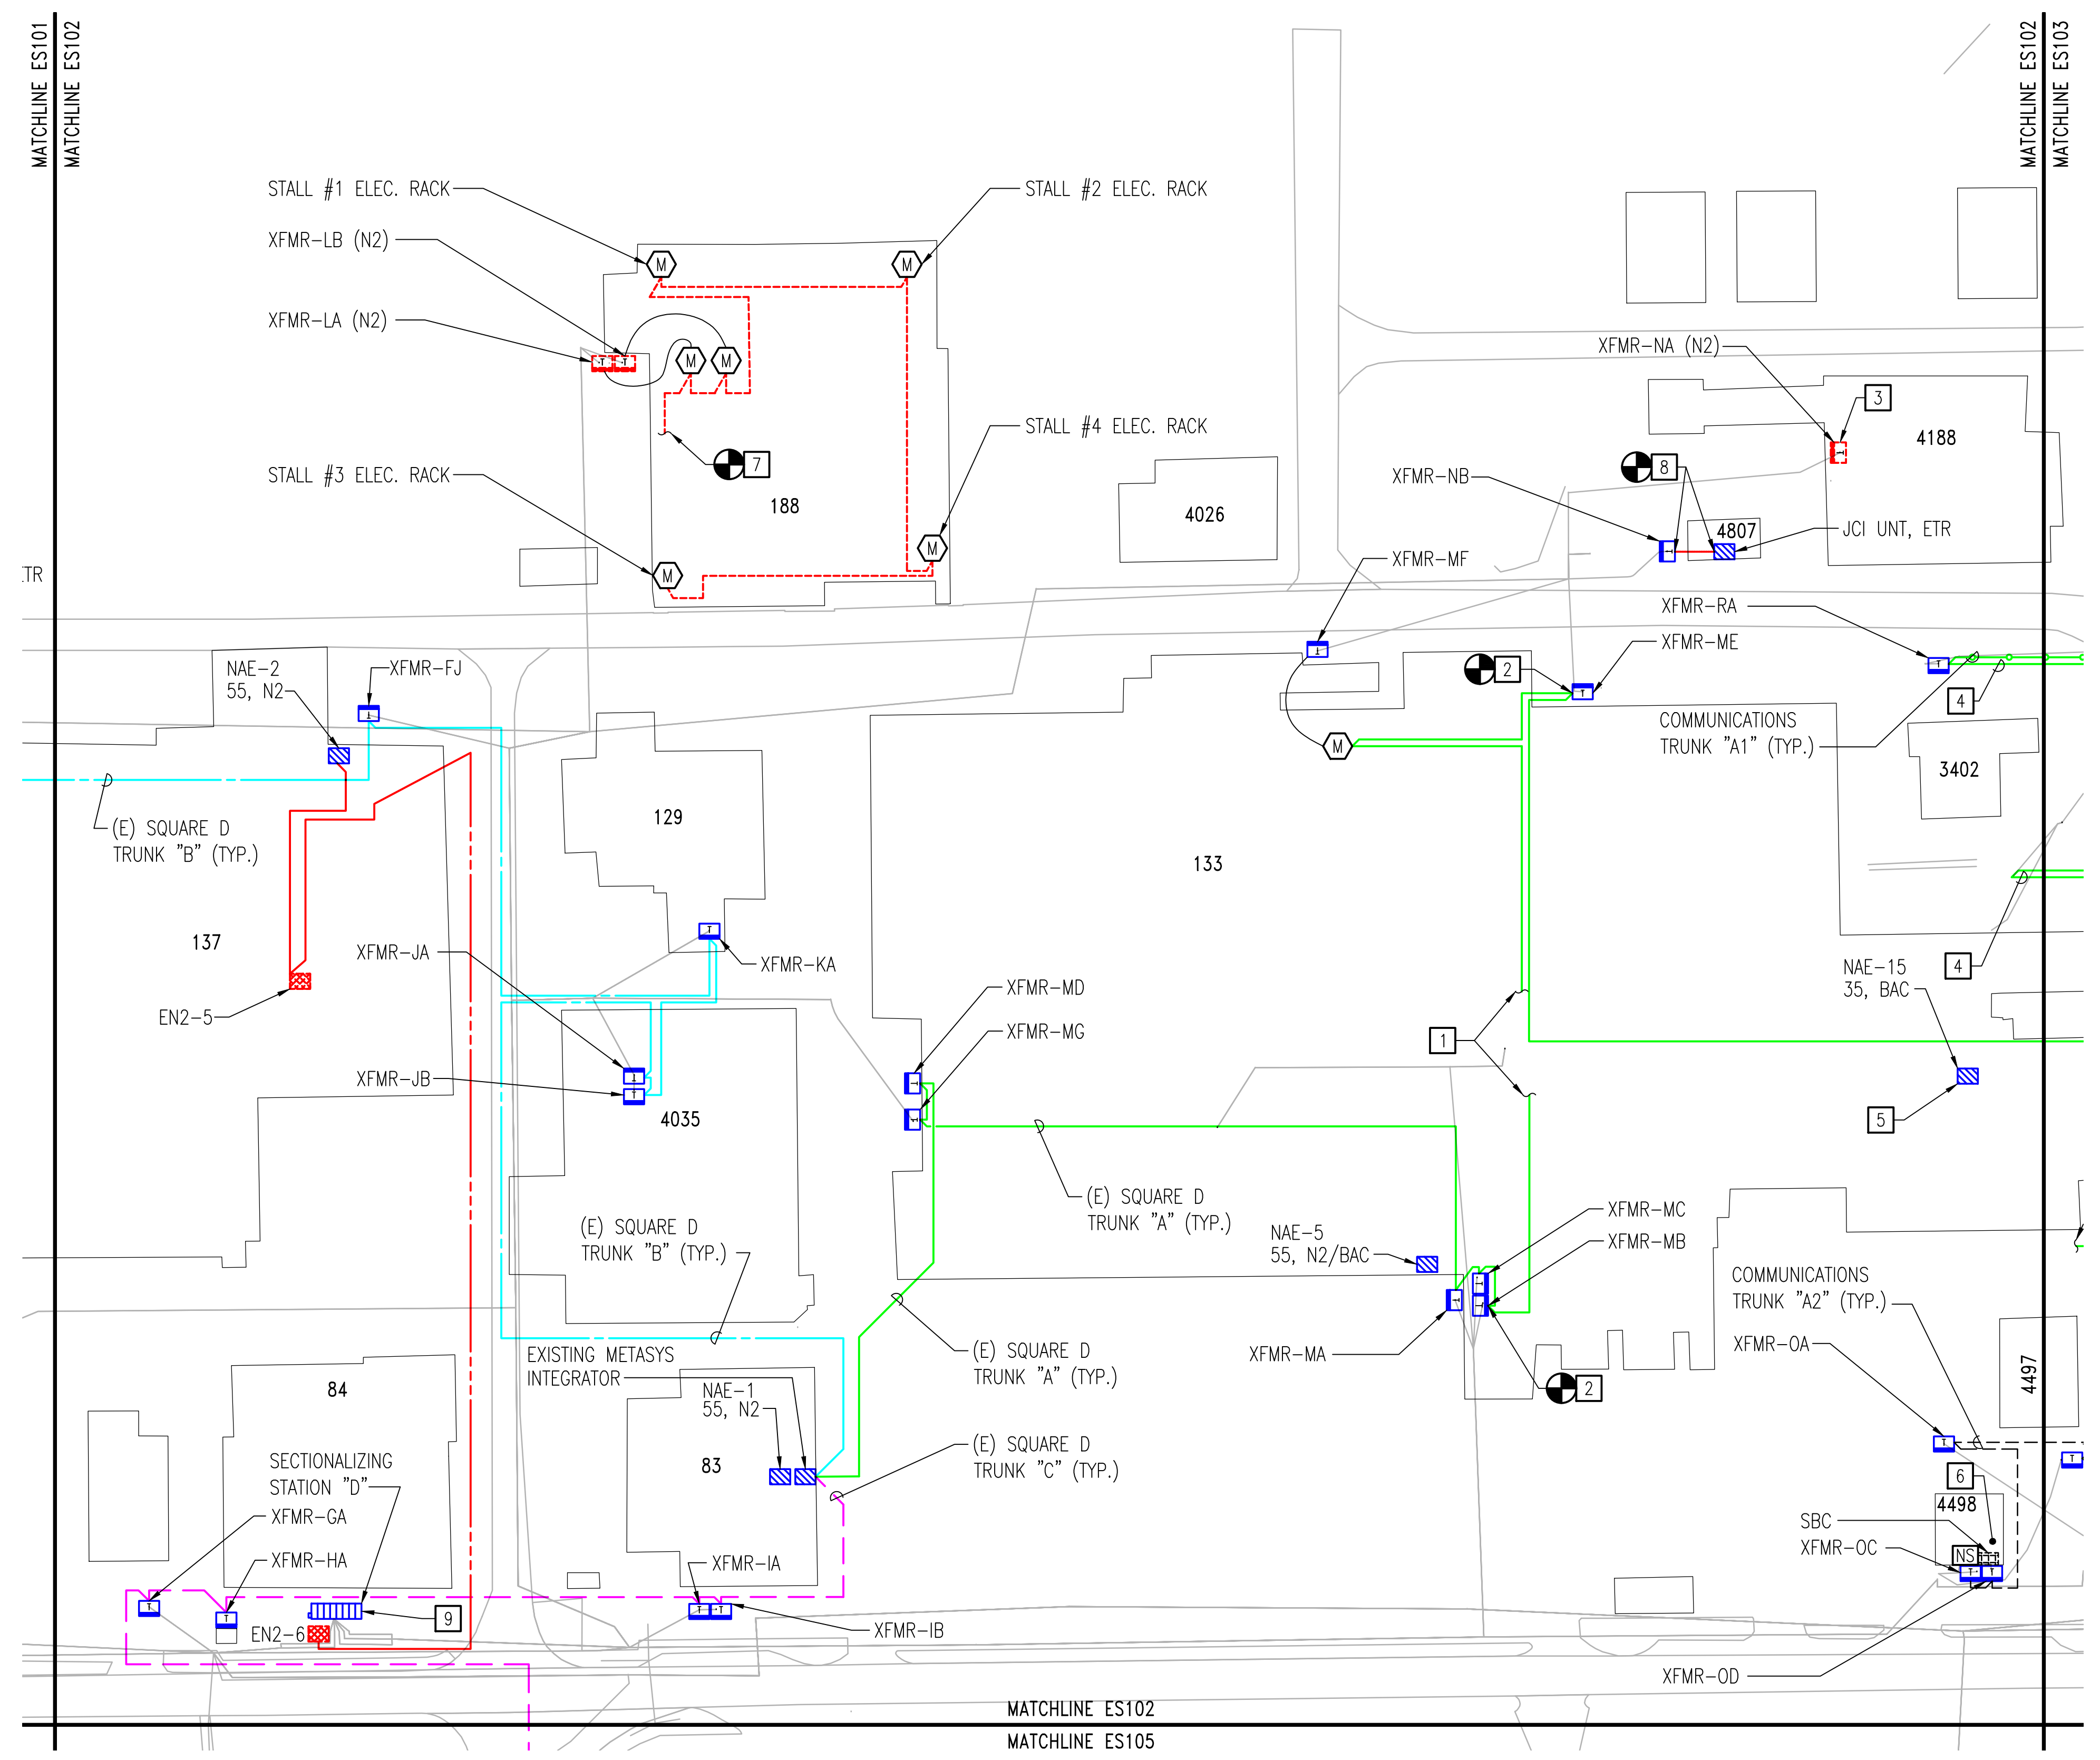 MATCHLINE ES101
MATCHLINE ES102
MATCHLINE ES102
MATCHLINE ES103
STALL #1 ELEC. RACK
STALL #2 ELEC. RACK
XFMR-LB (N2)
M
M
XFMR-LA (N2)
T
T
M
M
XFMR-NA (N2)
3
4188
T
STALL #4 ELEC. RACK
STALL #3 ELEC. RACK
7
188
4026
XFMR-NB
8
4807
JCI UNT, ETR
T
M
M
XFMR-MF
XFMR-RA
XFMR-ME
T
T
2
T
4
NAE-2
55, N2
XFMR-FJ
T
COMMUNICATIONS
TRUNK "A1" (TYP.)
M
3402
(E) SQUARE D
TRUNK "B" (TYP.)
129
133
137
T
XFMR-JA
XFMR-KA
NAE-15
35, BAC
4
XFMR-MD
EN2-5
XFMR-MG
1
XFMR-JB
T
T
T
T
4035
5
(E) SQUARE D
TRUNK "A" (TYP.)
(E) SQUARE D
TRUNK "B" (TYP.)
NAE-5
55, N2/BAC
XFMR-MC
XFMR-MB
T
T
T
COMMUNICATIONS
TRUNK "A2" (TYP.)
XFMR-OA
EXISTING METASYS
INTEGRATOR
(E) SQUARE D
TRUNK "A" (TYP.)
XFMR-MA
2
4497
84
NAE-1
55, N2
(E) SQUARE D
TRUNK "C" (TYP.)
T
T
83
SECTIONALIZING
STATION "D"
6
4498
XFMR-GA
SBC
XFMR-OC
NS
T
T
XFMR-HA
XFMR-IA
T
T
9
T
T
EN2-6
XFMR-IB
XFMR-OD
MATCHLINE ES102
MATCHLINE ES105